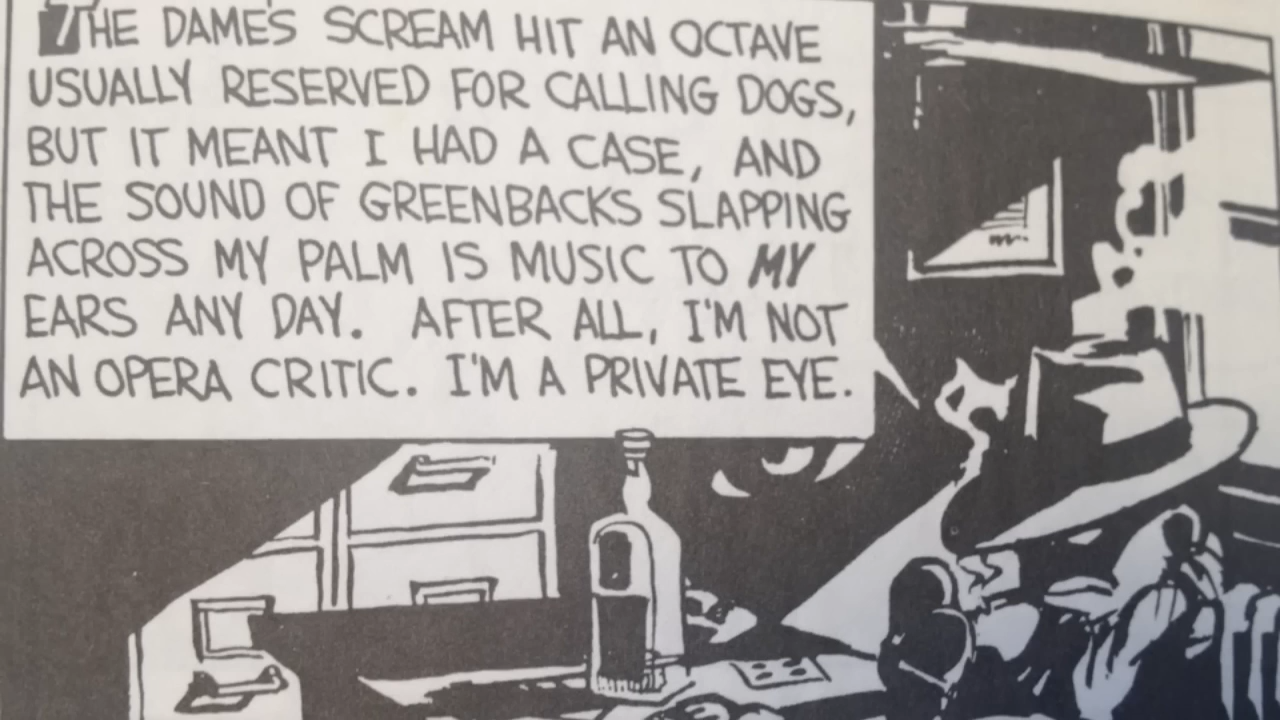 THE DAME'S SCREAM HIT AN OCTAVE
USUALLY RESERVED FOR CALLING DOGS,
BUT IT MEANT I HAD A CASE, AND
THE SOUND OF GREENBACKS SLAPPING
ACROSS MY PALM IS MUSIC TO MY
EARS ANY DAY. AFTER ALL, I'M NOT
AN OPERA CRITIC. I'M A PRIVATE EYE.